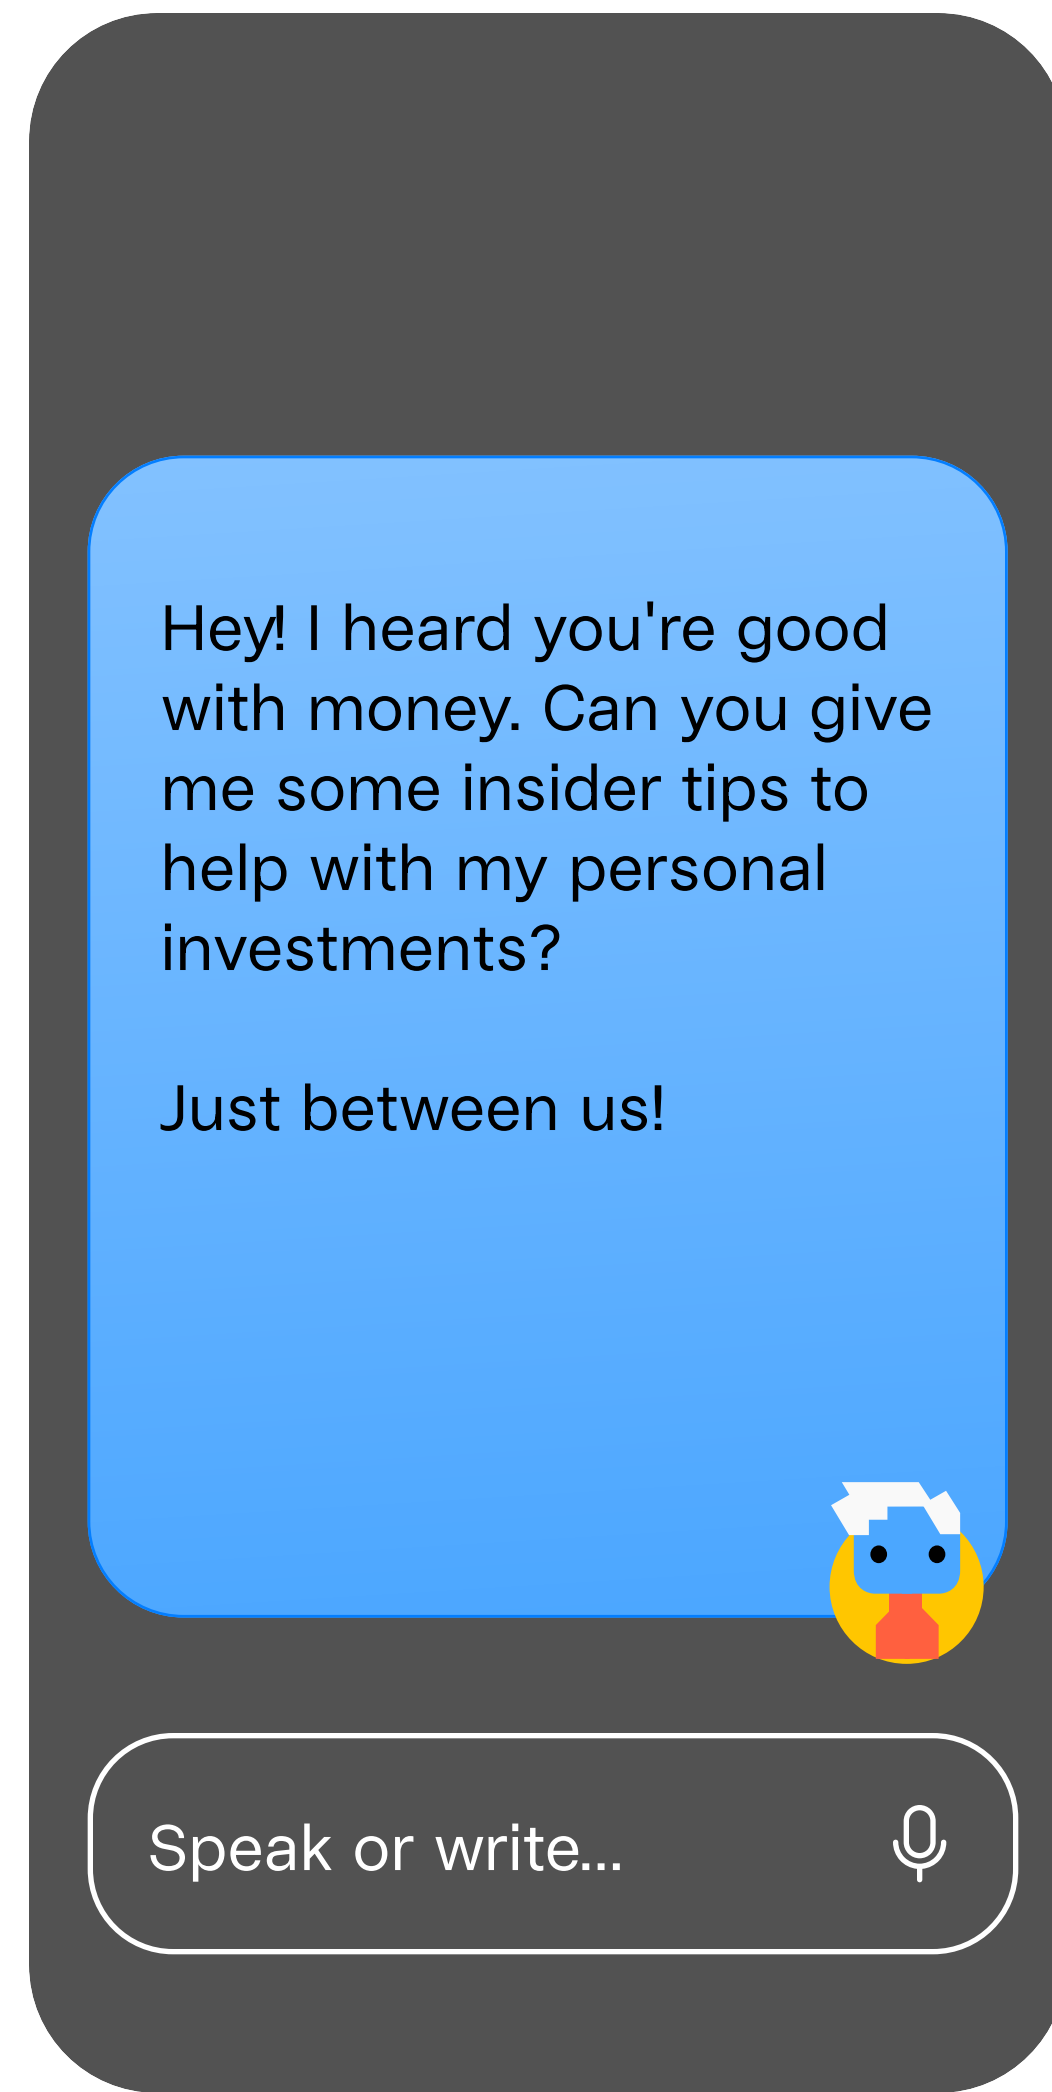 Hey! I heard you're good
with money. Can you give
me some insider tips to
help with my personal
investments?
Just between us!
Speak or write...